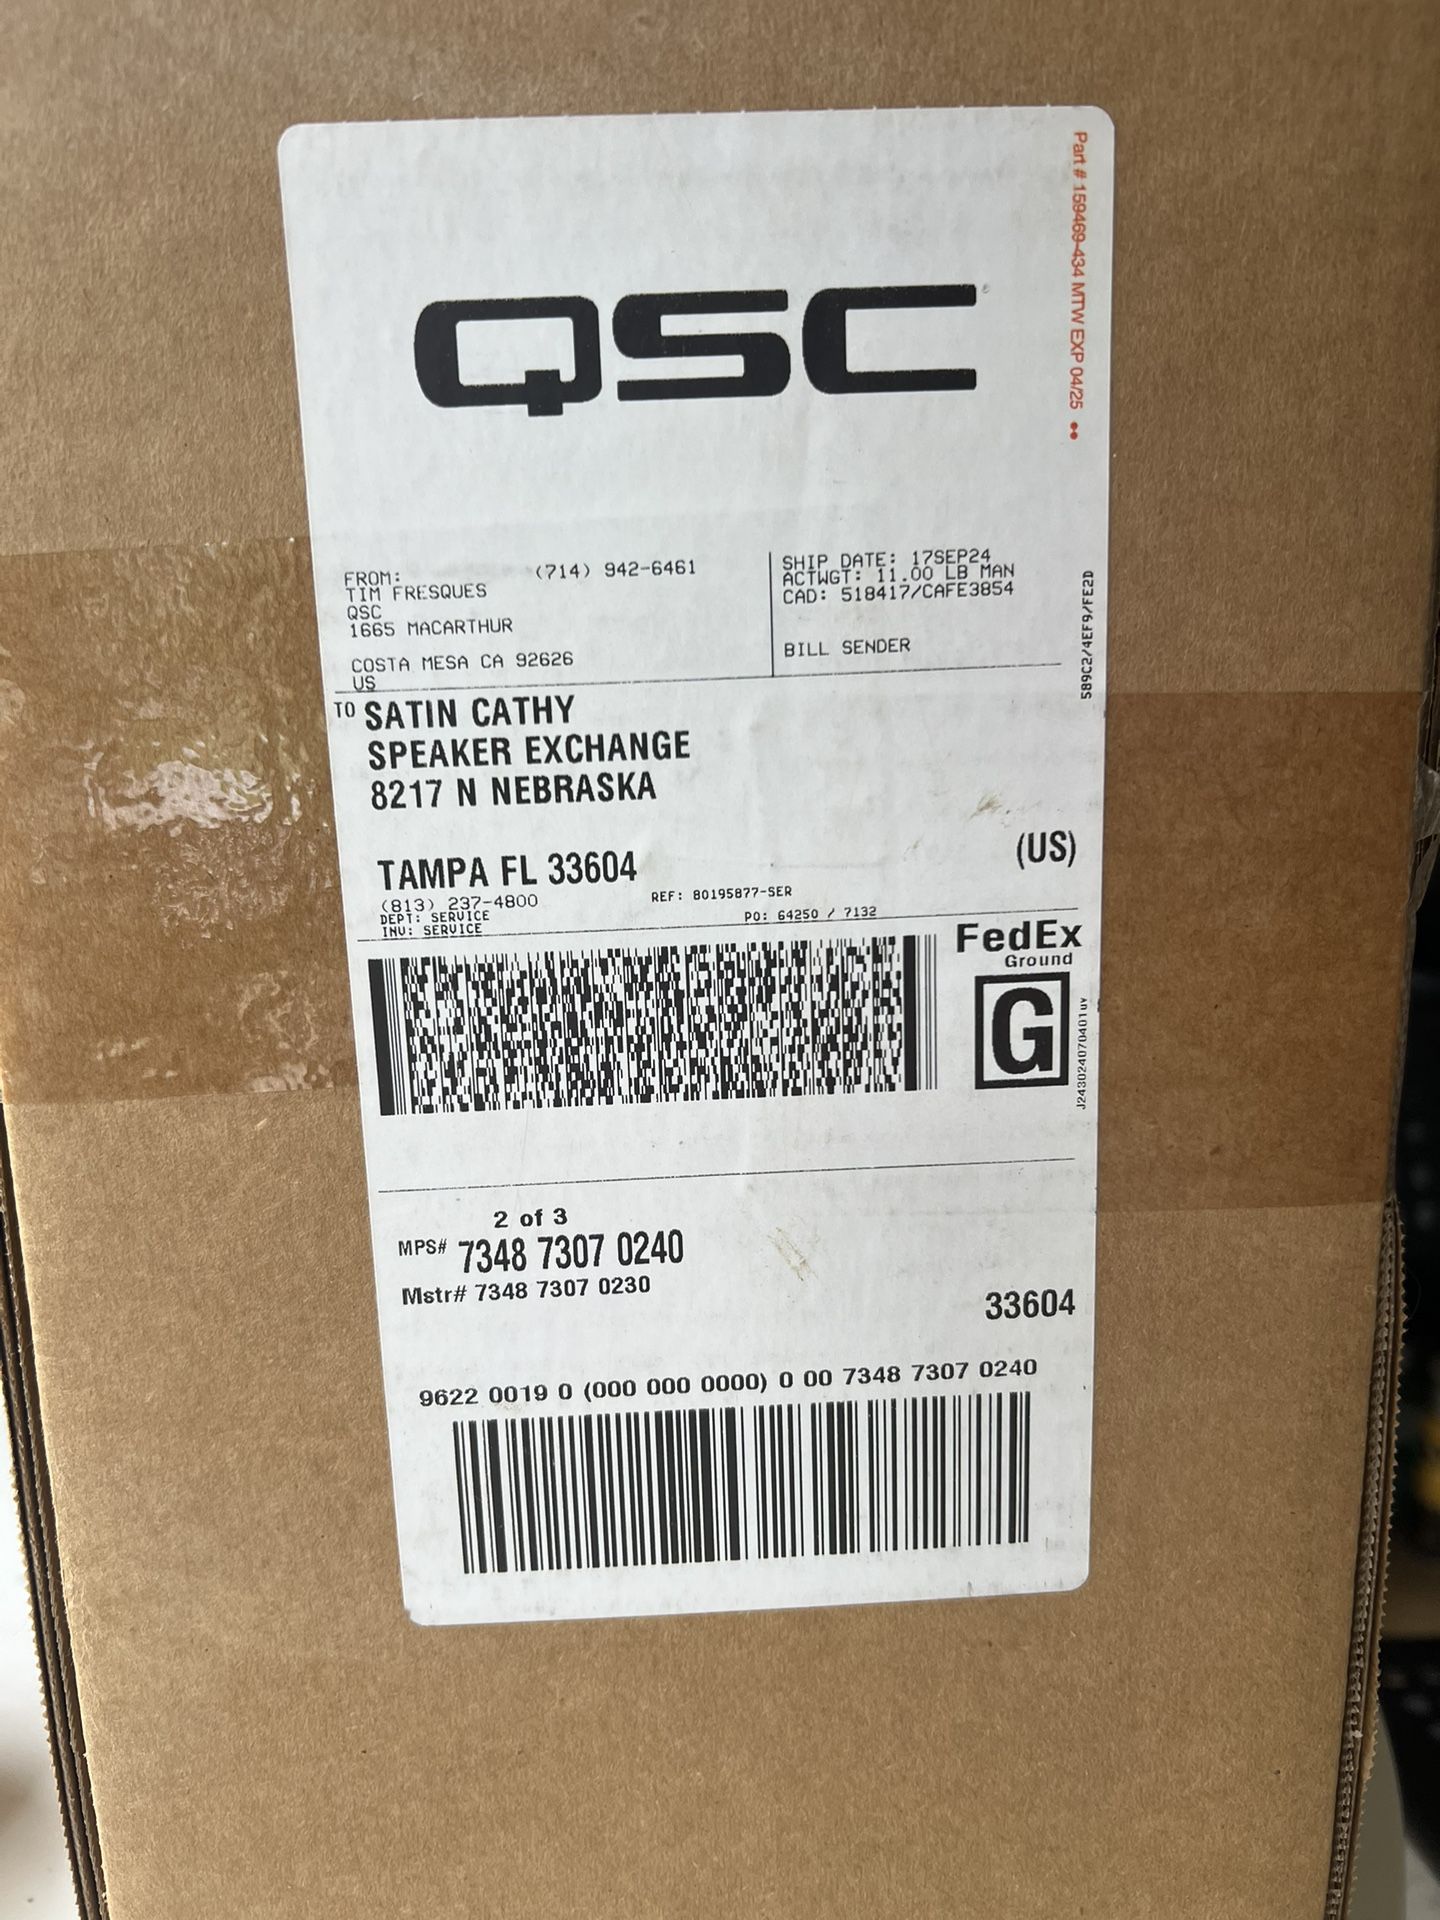 Part # 159469-434 MTW EXP 04/25
QSC
FROM: (714) 942-6461
TIM FRESQUES
QSC
1665 MACARTHUR
COSTA MESA CA 92626
US
SHIP DATE: 17SEP24
ACTWGT: 11.00 LB MAN
CAD: 518417/CAFE3854
BILL SENDER
589C2/4EF9/FE2D
TO SATIN CATHY
SPEAKER EXCHANGE
8217 N NEBRASKA
TAMPA FL 33604
(US)
(813) 237-4800
REF: 80195877-SER
DEPT: SERVICE
PO: 64250 / 7132
INV: SERVICE
FedEx
Ground
G
J243024070401uv
2 of 3
MPS# 7348 7307 0240
Mstr# 7348 7307 0230
33604
9622 0019 0 (000 000 0000) 0 00 7348 7307 0240